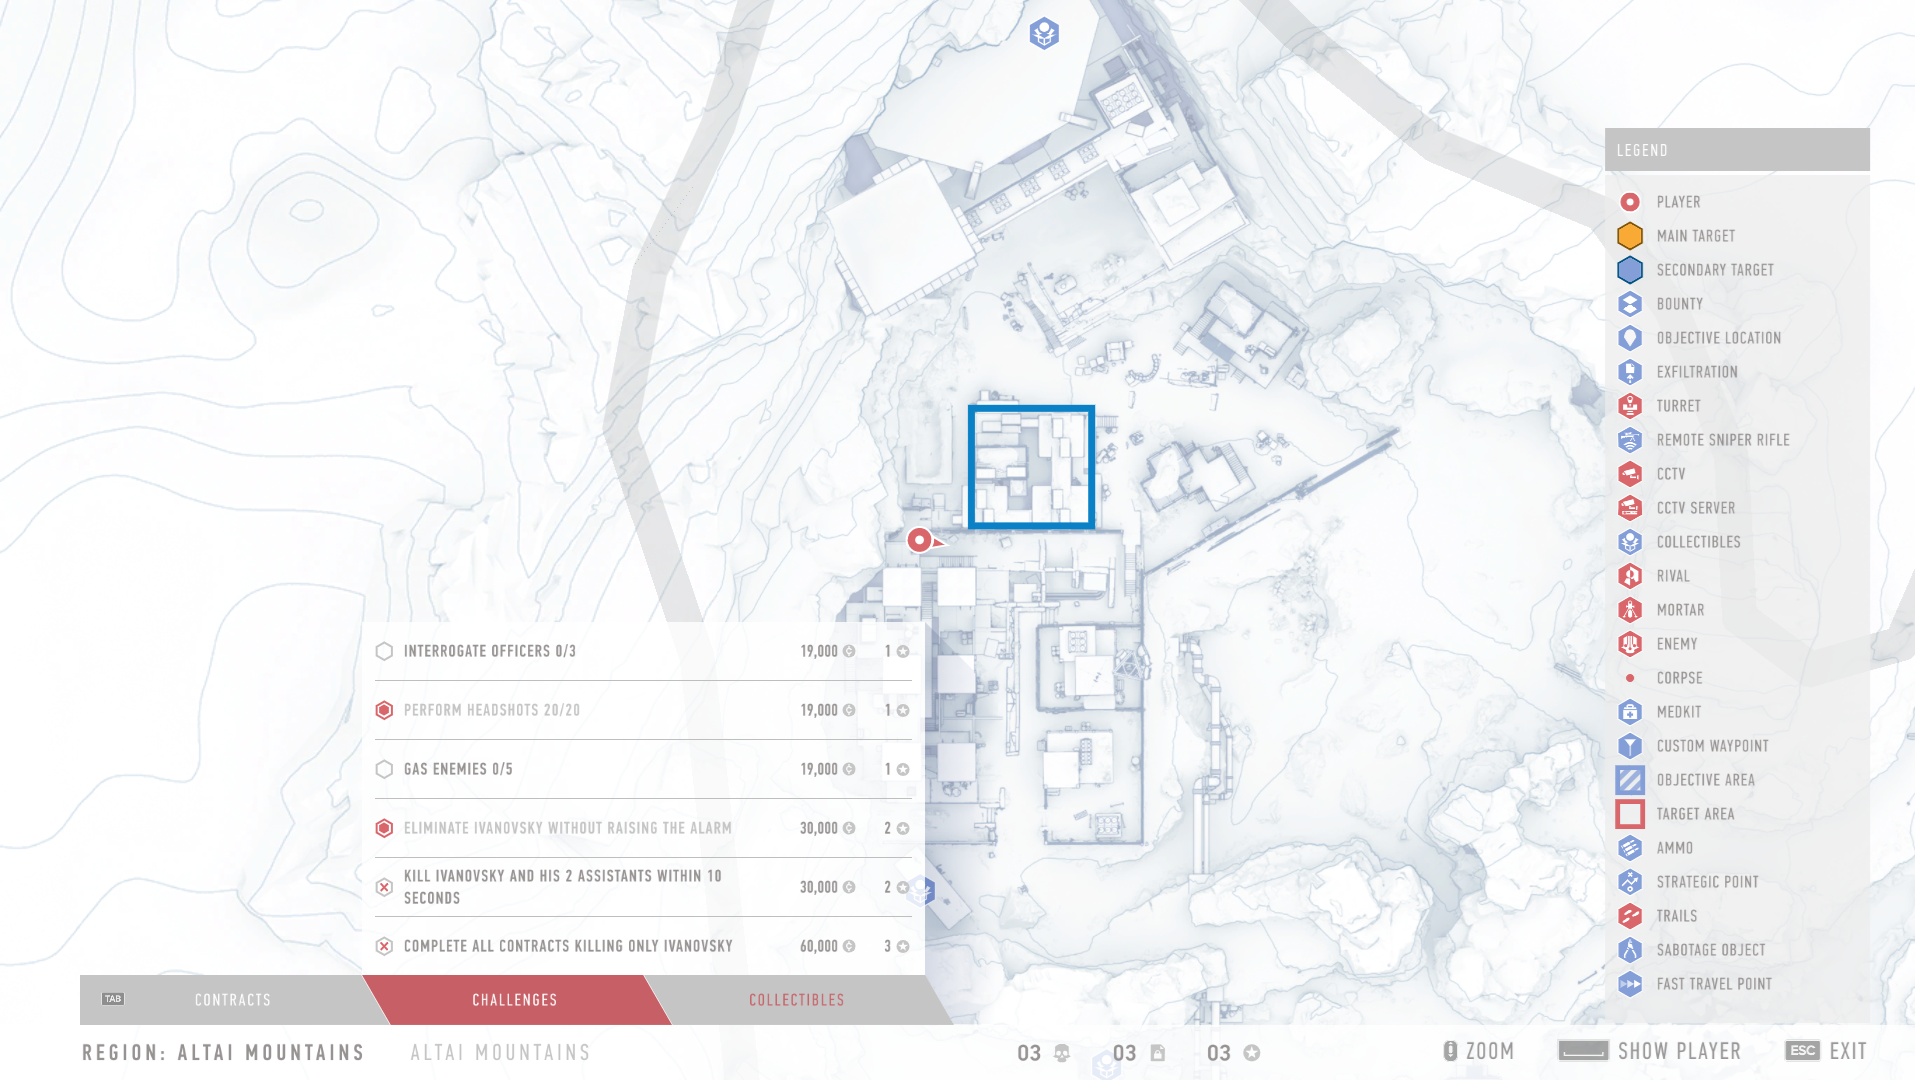 LEGEND
PLAYER
MAIN TARGET
SECONDARY TARGET
BOUNTY
OBJECTIVE LOCATION
EXFILTRATION
TURRET
REMOTE SNIPER RIFLE
CCTV
CCTV SERVER
COLLECTIBLES
RIVAL
MORTAR
ENEMY
CORPSE
MEDKIT
CUSTOM WAYPOINT
OBJECTIVE AREA
TARGET AREA
AMMO
STRATEGIC POINT
TRAILS
SABOTAGE OBJECT
FAST TRAVEL POINT
INTERROGATE OFFICERS 0/3 19,000 1
PERFORM HEADSHOTS 20/20 19,000 1
GAS ENEMIES 0/5 19,000 1
ELIMINATE IVANOVSKY WITHOUT RAISING THE ALARM 30,000 2
KILL IVANOVSKY AND HIS 2 ASSISTANTS WITHIN 10
SECONDS 30,000 2
COMPLETE ALL CONTRACTS KILLING ONLY IVANOVSKY 60,000 3
TAB CONTRACTS CHALLENGES COLLECTIBLES
REGION: ALTAI MOUNTAINS ALTAI MOUNTAINS 03 03 03 ZOOM SHOW PLAYER ESC EXIT